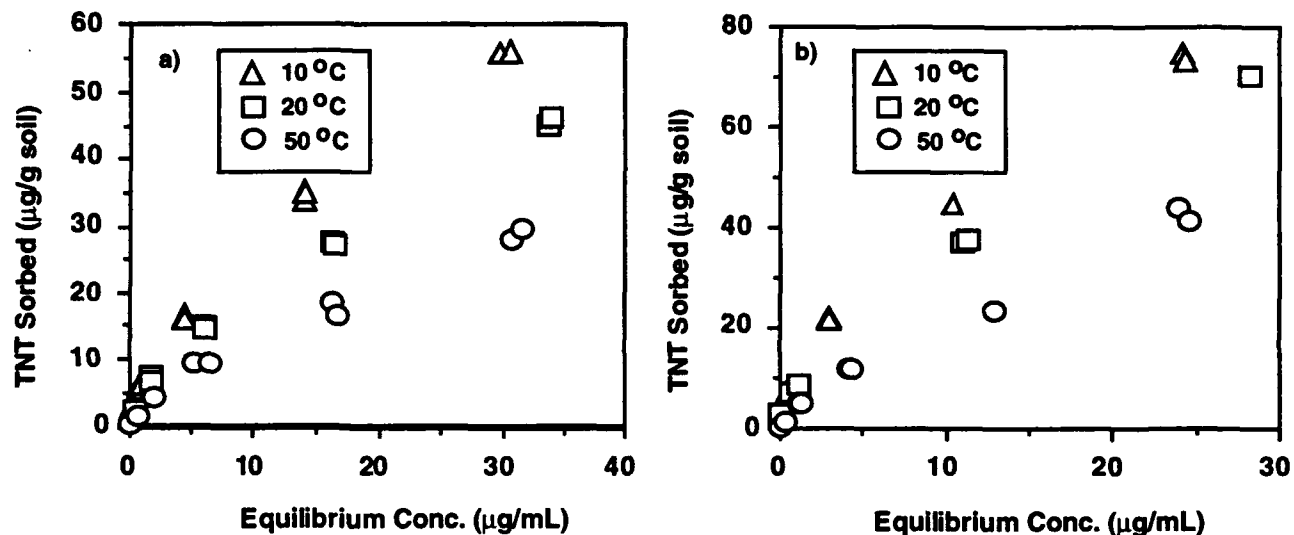 a)
10 °C
20 °C
50 °C
60
50
40
30
20
10
0
TNT Sorbed (μg/g soil)
0 10 20 30 40
Equilibrium Conc. (μg/mL)
b)
10 °C
20 °C
50 °C
80
60
40
20
0
TNT Sorbed (μg/g soil)
0 10 20 30
Equilibrium Conc. (μg/mL)